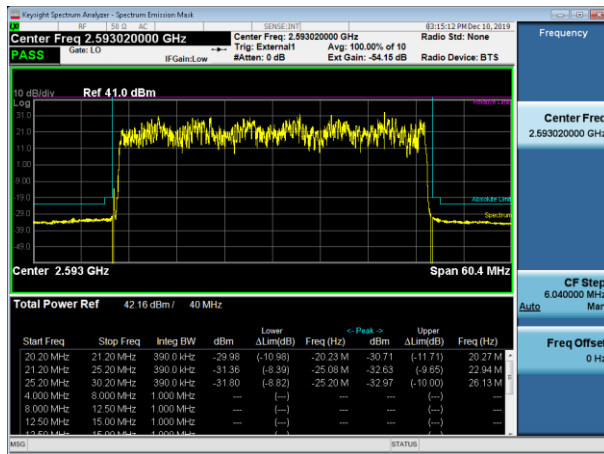 Keysight Spectrum Analyzer - Spectrum Emission Mask
RF 50 Ω AC SENSE:INT 03:15:12 PM Dec 10, 2019
Center Freq 2.593020000 GHz Center Freq: 2.593020000 GHz Radio Std: None
Gate: LO Trig: External1 Avg: 100.00% of 10
PASS IFGain:Low #Atten: 0 dB Ext Gain: -54.15 dB Radio Device: BTS
10 dB/div Ref 41.0 dBm
Log
31.0
21.0
11.0
1.00
-9.00
-19.0
-29.0
-39.0
-49.0
Relative Limit
Absolute Limit
Spectrum
Center 2.593 GHz Span 60.4 MHz
Total Power Ref 42.16 dBm / 40 MHz
Lower <- Peak -> Upper
Start Freq Stop Freq Integ BW dBm ΔLim(dB) Freq (Hz) dBm ΔLim(dB) Freq (Hz)
20.20 MHz 21.20 MHz 390.0 kHz -29.98 (-10.98) -20.23 M -30.71 (-11.71) 20.27 M
21.20 MHz 25.20 MHz 390.0 kHz -31.36 (-8.39) -25.08 M -32.63 (-9.65) 22.94 M
25.20 MHz 30.20 MHz 390.0 kHz -31.80 (-8.82) -25.20 M -32.97 (-10.00) 26.13 M
4.000 MHz 8.000 MHz 1.000 MHz --- (---) --- --- (---) ---
8.000 MHz 12.50 MHz 1.000 MHz --- (---) --- --- (---) ---
12.50 MHz 15.00 MHz 1.000 MHz --- (---) --- --- (---) ---
12.50 MHz 15.00 MHz 1.000 MHz
MSG STATUS
Frequency
Center Freq
2.593020000 GHz
CF Step
6.040000 MHz
Auto Man
Freq Offset
0 Hz